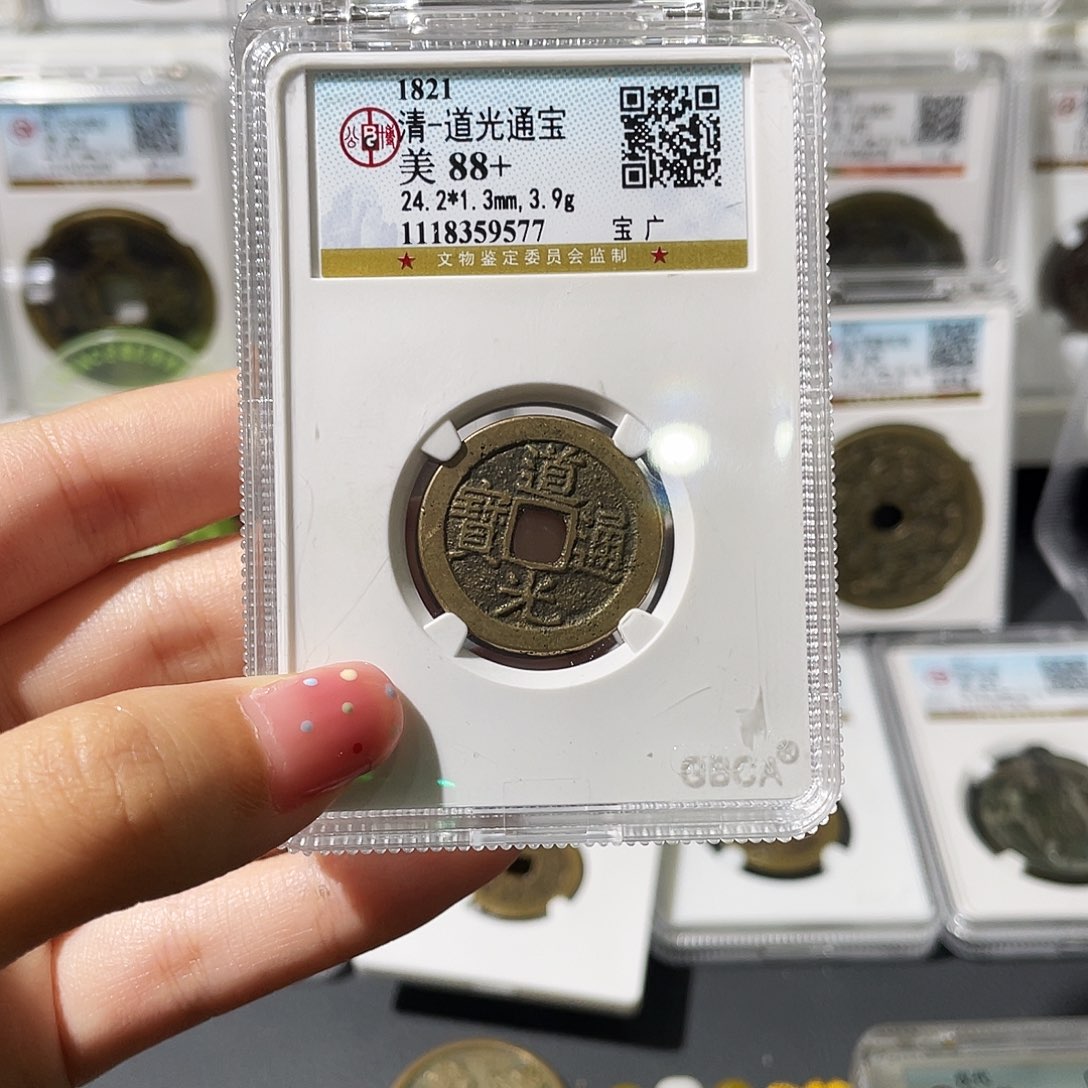 1821
清-道光通宝
美 88+
24.2*1.3mm,3.9g
1118359577 宝 广
★ 文物鉴定委员会监制 ★
道光通寶
GBCA®